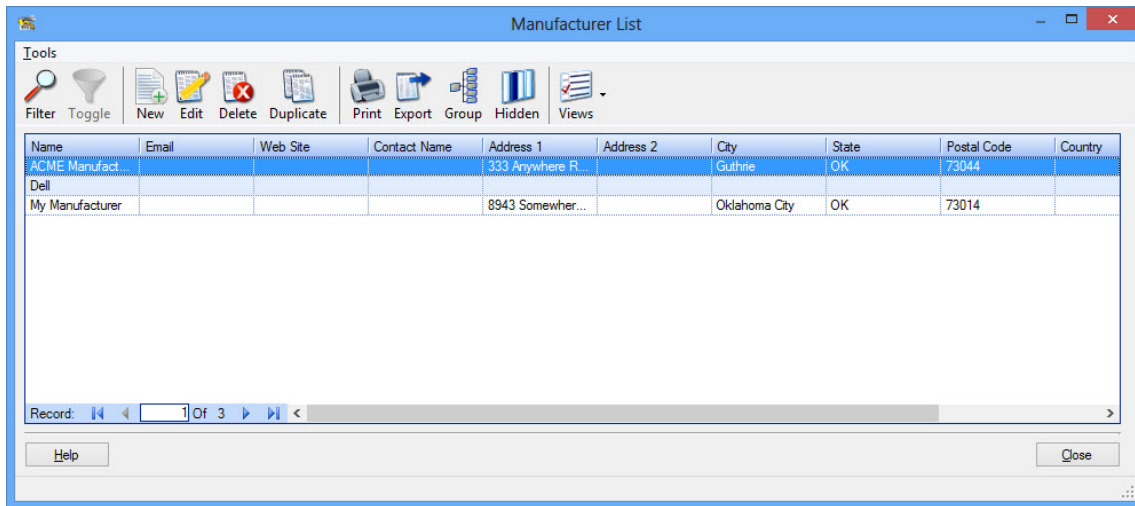 Manufacturer List
Tools
Filter Toggle New Edit Delete Duplicate Print Export Group Hidden Views
Name Email Web Site Contact Name Address 1 Address 2 City State Postal Code Country
ACME Manufact... 333 Anywhere R... Guthrie OK 73044
Dell
My Manufacturer 8943 Somewher... Oklahoma City OK 73014
Record: 1 Of 3
Help Close